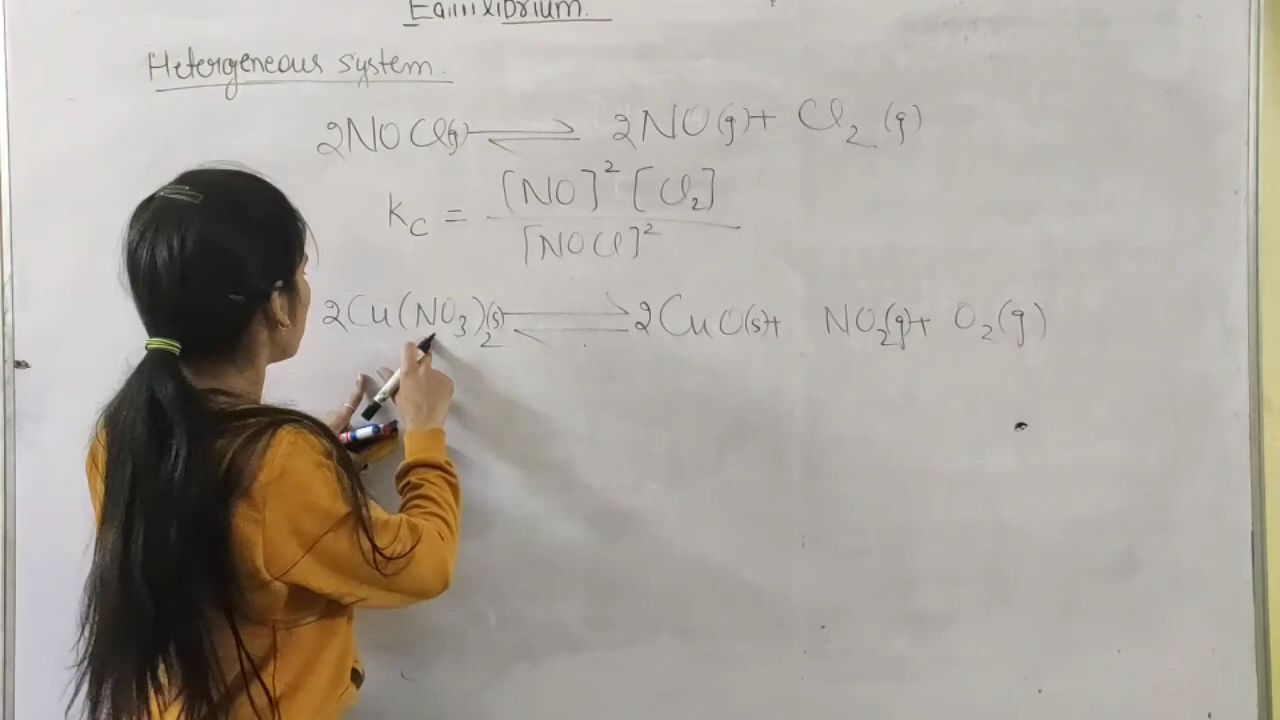 Equilibrium.
Hetergeneous system.
2NOCl(g) ⇌ 2NO(g) + Cl₂ (g)
Kc = [NO]² [Cl₂] / [NOCl]²
2Cu(NO₃)₂(s) ⇌ 2CuO(s) + NO₂(g) + O₂(g)